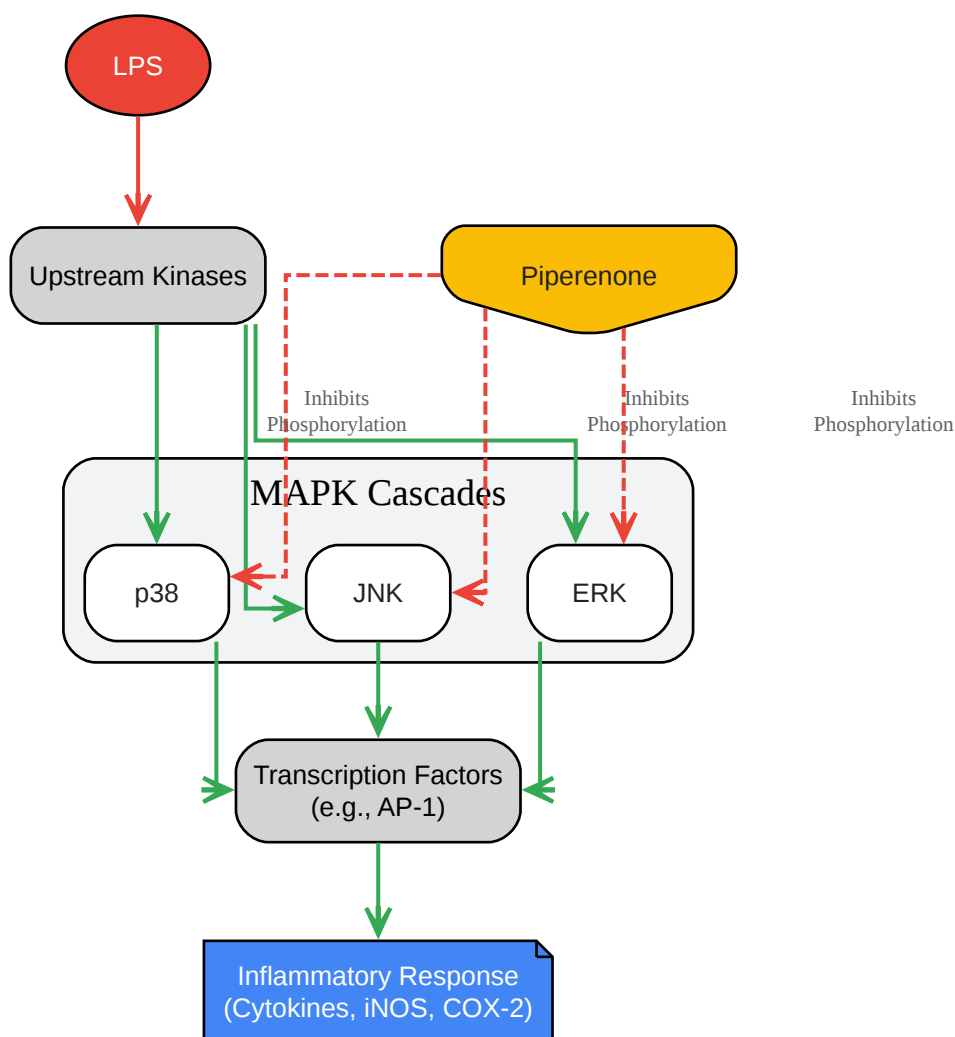 LPS
Upstream Kinases
Piperenone
Inhibits
Phosphorylation
Inhibits
Phosphorylation
Inhibits
Phosphorylation
MAPK Cascades
p38
JNK
ERK
Transcription Factors
(e.g., AP-1)
Inflammatory Response
(Cytokines, iNOS, COX-2)